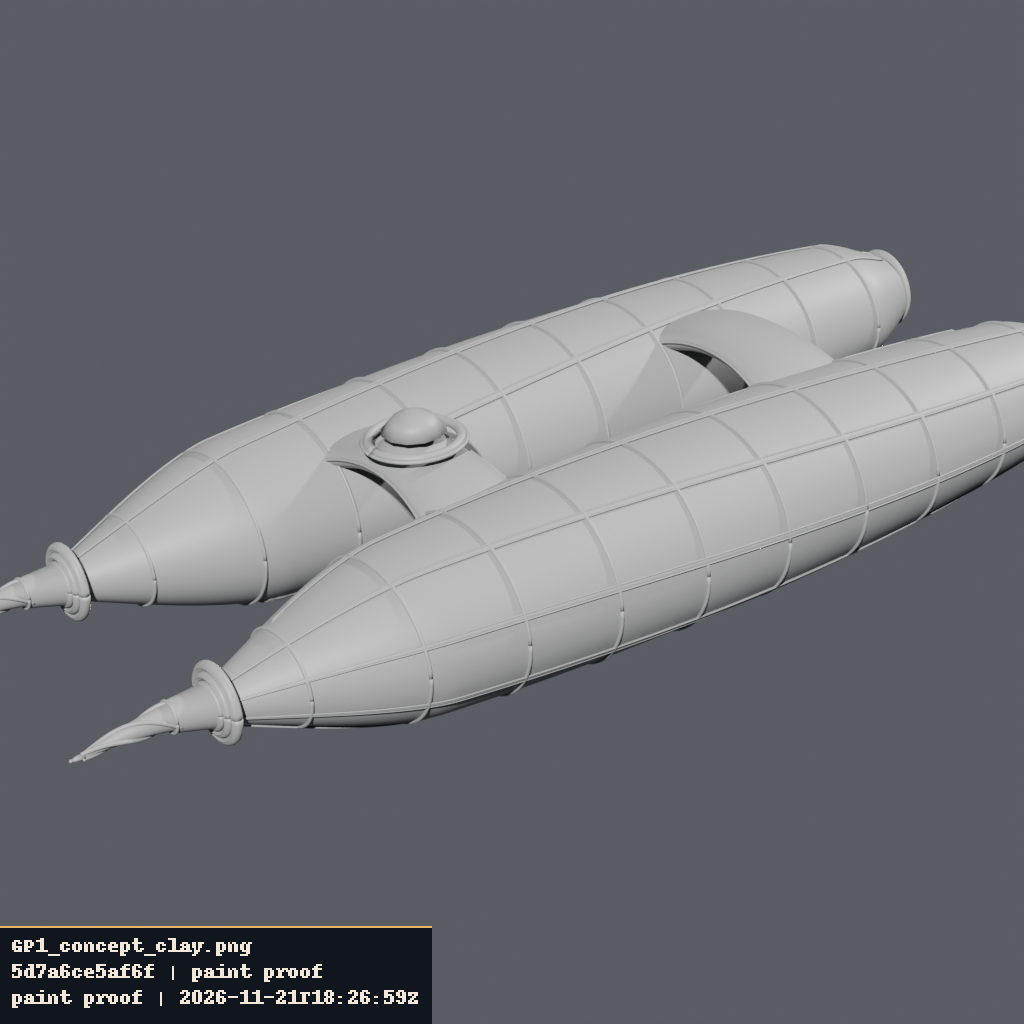 GP1_concept_clay.png
5d7a6ce5af6f | paint proof
paint proof | 2026-11-21T18:26:59Z